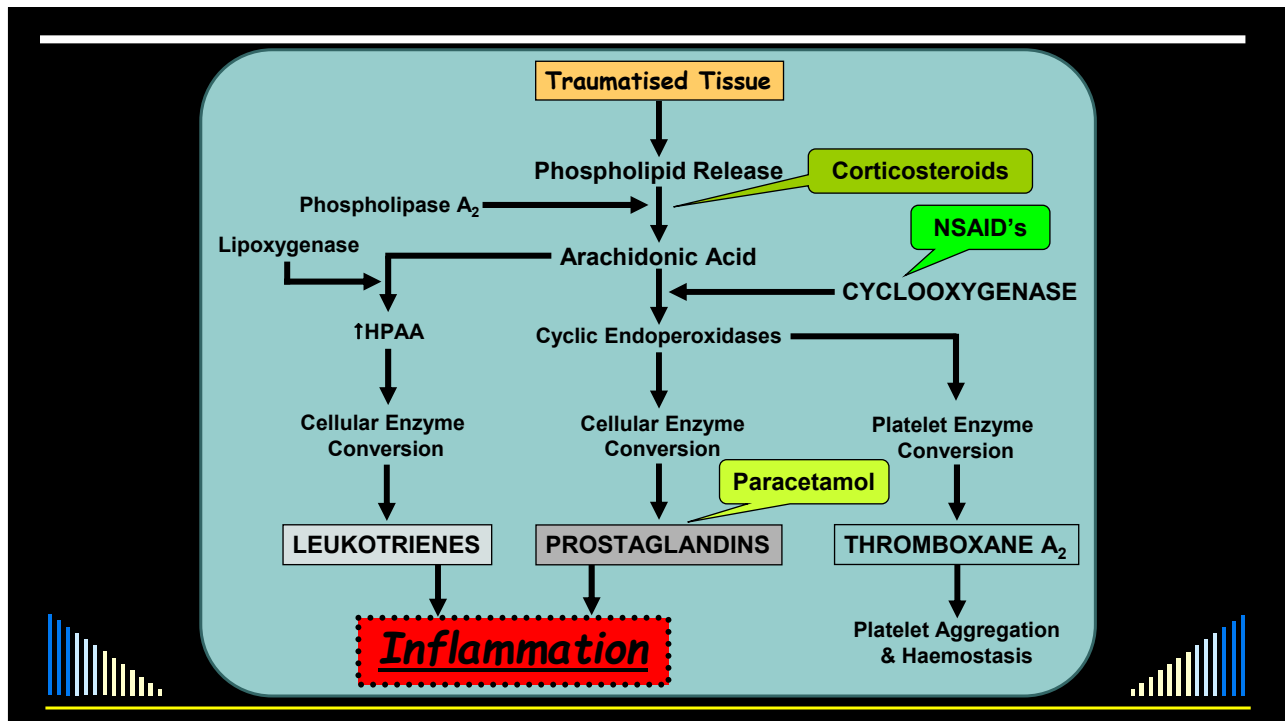 Traumatised Tissue
Phospholipid Release
Corticosteroids
Phospholipase A₂
NSAID's
Lipoxygenase
Arachidonic Acid
CYCLOOXYGENASE
↑HPAA
Cyclic Endoperoxidases
Cellular Enzyme
Conversion
Cellular Enzyme
Conversion
Platelet Enzyme
Conversion
Paracetamol
LEUKOTRIENES
PROSTAGLANDINS
THROMBOXANE A₂
Inflammation
Platelet Aggregation
& Haemostasis